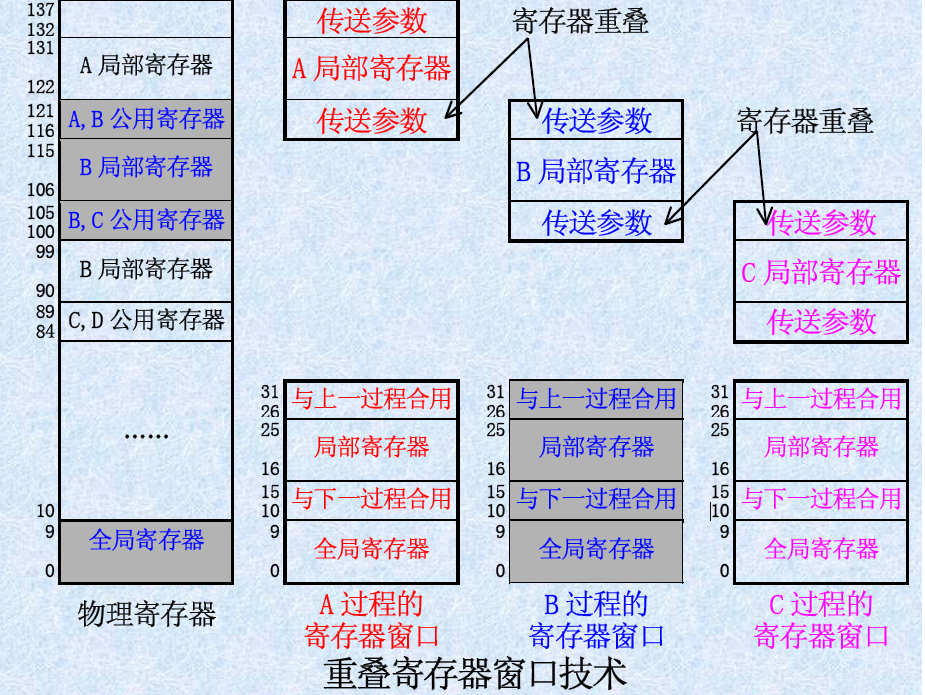 137
132
131
A 局部寄存器
122
121
A,B 公用寄存器
116
115
B 局部寄存器
106
105
B,C 公用寄存器
100
99
B 局部寄存器
90
89
C,D 公用寄存器
84
……
10
9
全局寄存器
0
物理寄存器
传送参数
A 局部寄存器
传送参数
寄存器重叠
传送参数
B 局部寄存器
传送参数
寄存器重叠
传送参数
C 局部寄存器
传送参数
31
与上一过程合用
26
25
局部寄存器
16
15
与下一过程合用
10
9
全局寄存器
0
A 过程的
寄存器窗口
31
与上一过程合用
26
25
局部寄存器
16
15
与下一过程合用
10
9
全局寄存器
0
B 过程的
寄存器窗口
31
与上一过程合用
26
25
局部寄存器
16
15
与下一过程合用
10
9
全局寄存器
0
C 过程的
寄存器窗口
重叠寄存器窗口技术